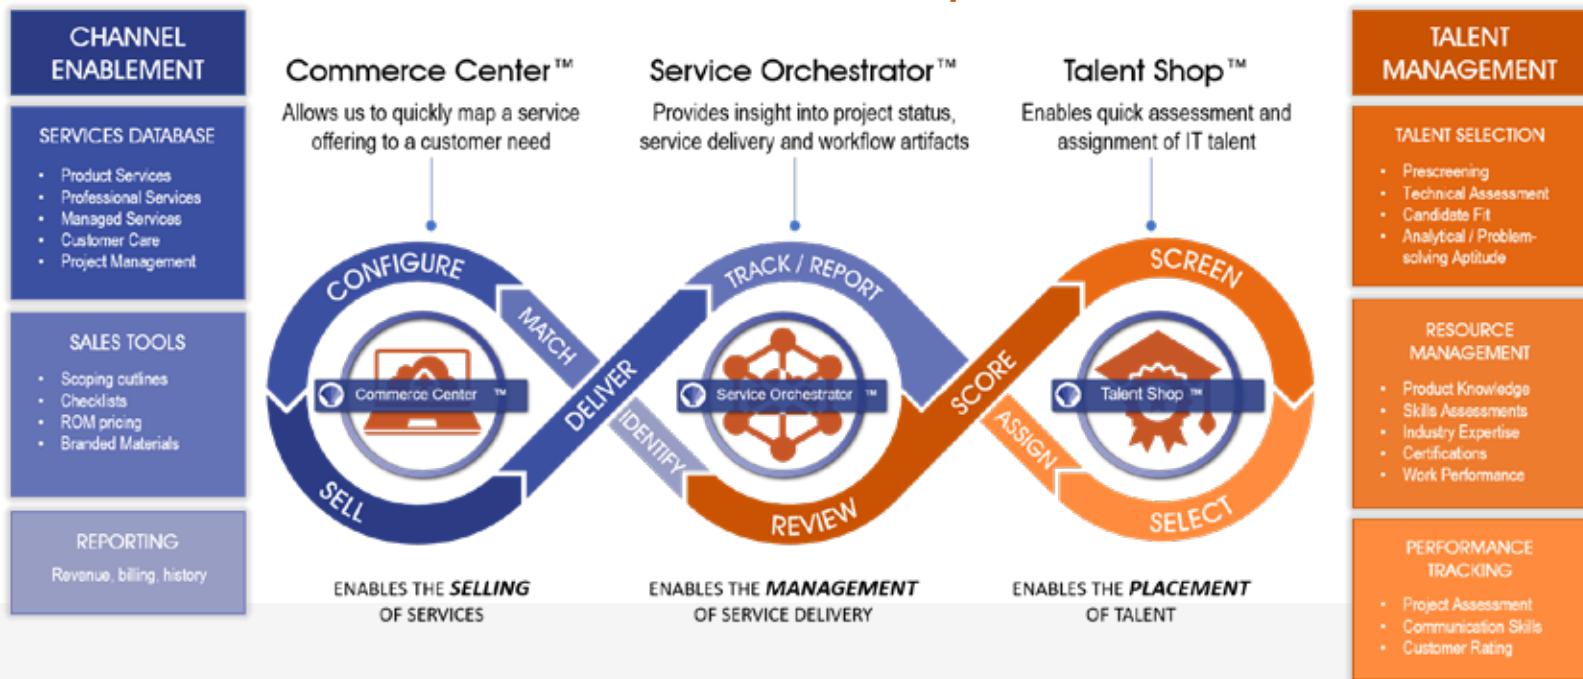 CHANNEL
ENABLEMENT
SERVICES DATABASE
• Product Services
• Professional Services
• Managed Services
• Customer Care
• Project Management
SALES TOOLS
• Scoping outlines
• Checklists
• ROM pricing
• Branded Materials
REPORTING
Revenue, billing, history
Commerce Center™
Allows us to quickly map a service
offering to a customer need
Service Orchestrator™
Provides insight into project status,
service delivery and workflow artifacts
Talent Shop™
Enables quick assessment and
assignment of IT talent
CONFIGURE
MATCH
Commerce Center ™
SELL
DELIVER
IDENTIFY
TRACK / REPORT
Service Orchestrator ™
REVIEW
SCORE
ASSIGN
SCREEN
Talent Shop ™
SELECT
ENABLES THE SELLING
OF SERVICES
ENABLES THE MANAGEMENT
OF SERVICE DELIVERY
ENABLES THE PLACEMENT
OF TALENT
TALENT
MANAGEMENT
TALENT SELECTION
• Prescreening
• Technical Assessment
• Candidate Fit
• Analytical / Problem-
solving Aptitude
RESOURCE
MANAGEMENT
• Product Knowledge
• Skills Assessments
• Industry Expertise
• Certifications
• Work Performance
PERFORMANCE
TRACKING
• Project Assessment
• Communication Skills
• Customer Rating